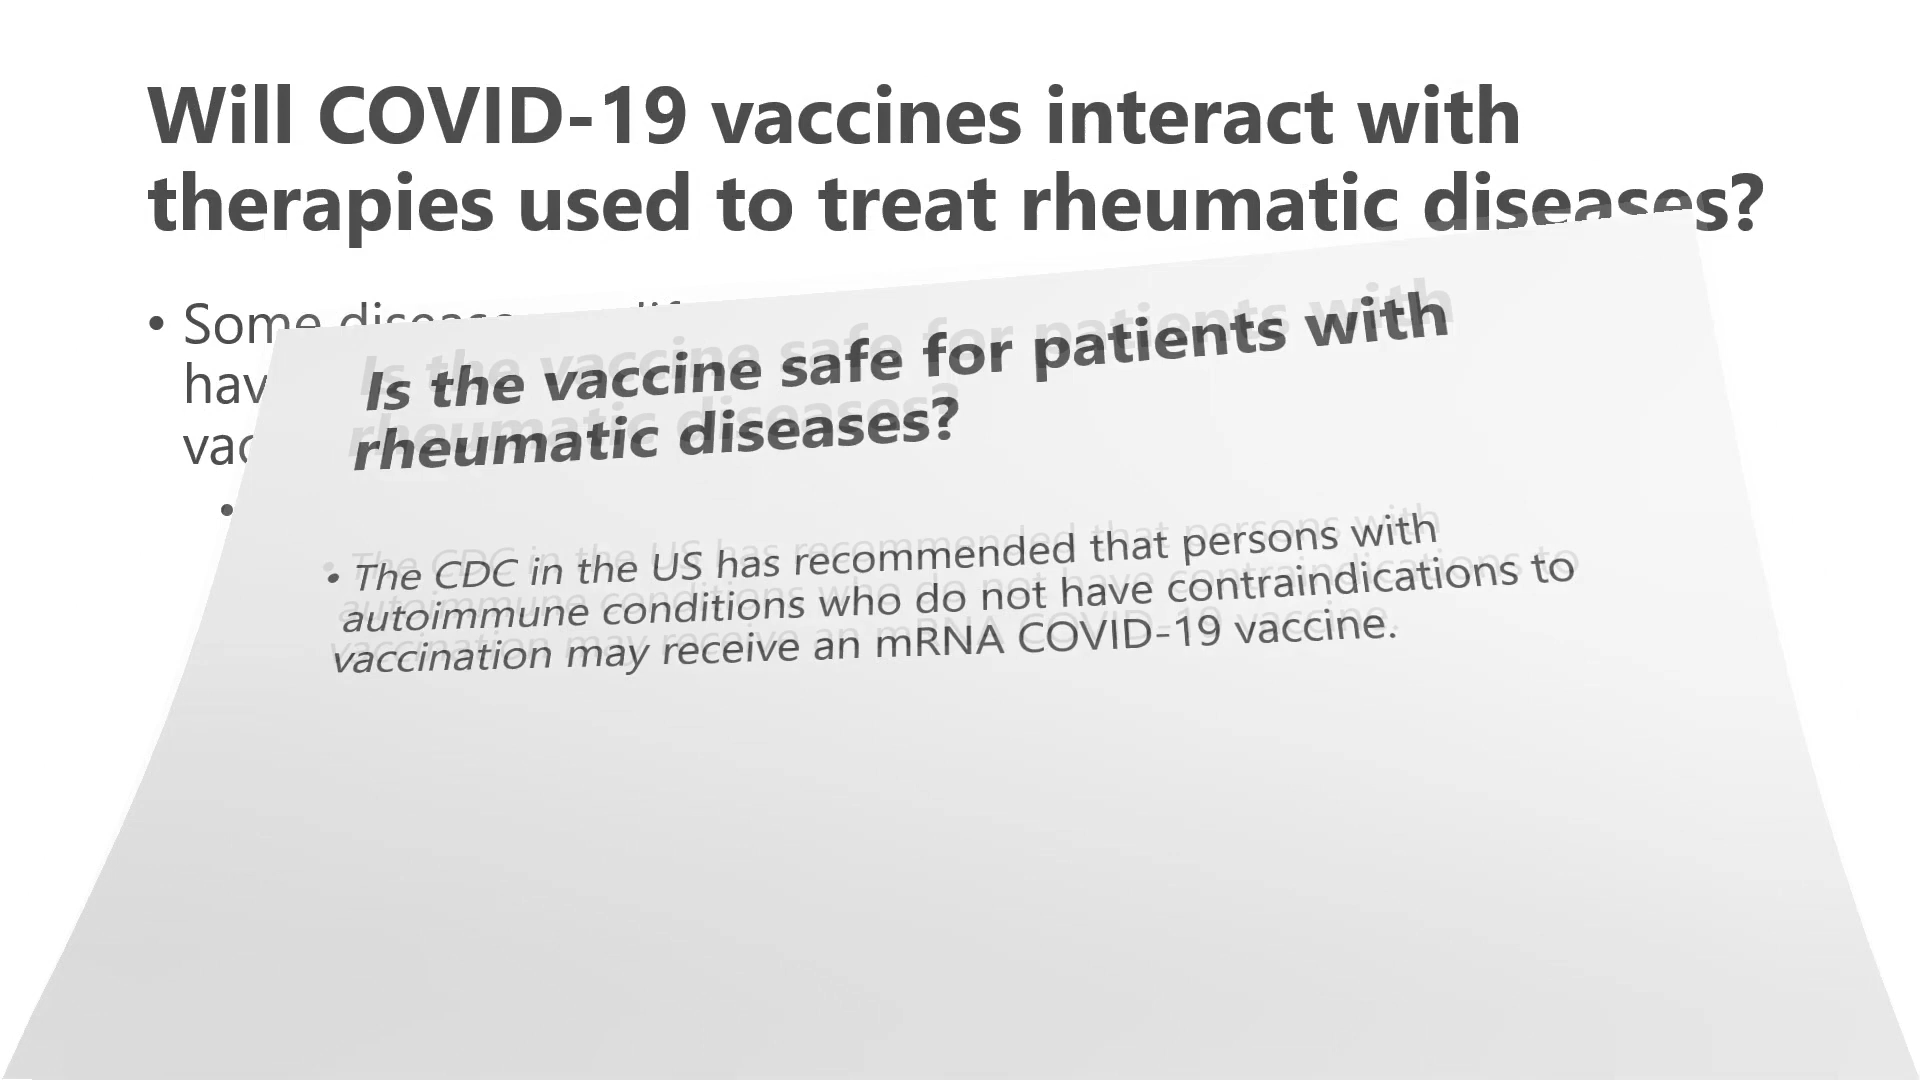 Will COVID-19 vaccines interact with
therapies used to treat rheumatic diseases?
• Some
Is the vaccine safe for patients with
rheumatic diseases?
• The CDC in the US has recommended that persons with
autoimmune conditions who do not have contraindications to
vaccination may receive an mRNA COVID-19 vaccine.